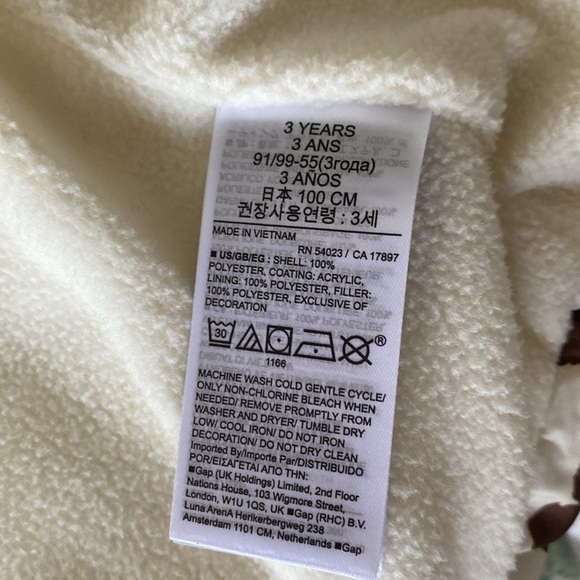 3 YEARS
3 ANS
91/99-55(3года)
3 AÑOS
日本 100 CM
권장사용연령 : 3세
MADE IN VIETNAM
RN 54023 / CA 17897
■ US/GB/EG : SHELL: 100%
POLYESTER, COATING: ACRYLIC,
LINING: 100% POLYESTER, FILLER:
100% POLYESTER, EXCLUSIVE OF
DECORATION
30
®
1166
MACHINE WASH COLD GENTLE CYCLE/
ONLY NON-CHLORINE BLEACH WHEN
NEEDED/ REMOVE PROMPTLY FROM
WASHER AND DRYER/ TUMBLE DRY
LOW/ COOL IRON/ DO NOT IRON
DECORATION/ DO NOT DRY CLEAN
Imported By/Importe Par/DISTRIBUIDO
POR/ΕΙΣΑΓΕΤΑΙ ΑΠΟ ΤΗΝ:
■Gap (UK Holdings) Limited, 2nd Floor
Nations House, 103 Wigmore Street,
London, W1U 1QS, UK ■Gap (RHC) B.V.
Luna ArenA Herikerbergweg 238
Amsterdam 1101 CM, Netherlands ■Gap